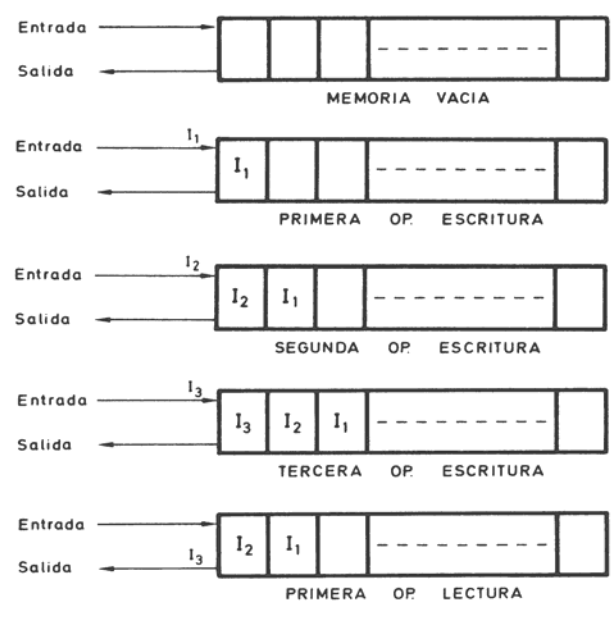 Entrada
Salida
MEMORIA VACIA
Entrada I₁
I₁
Salida
PRIMERA OP. ESCRITURA
Entrada I₂
I₂ I₁
Salida
SEGUNDA OP. ESCRITURA
Entrada I₃
I₃ I₂ I₁
Salida
TERCERA OP. ESCRITURA
Entrada
I₂ I₁
Salida I₃
PRIMERA OP. LECTURA